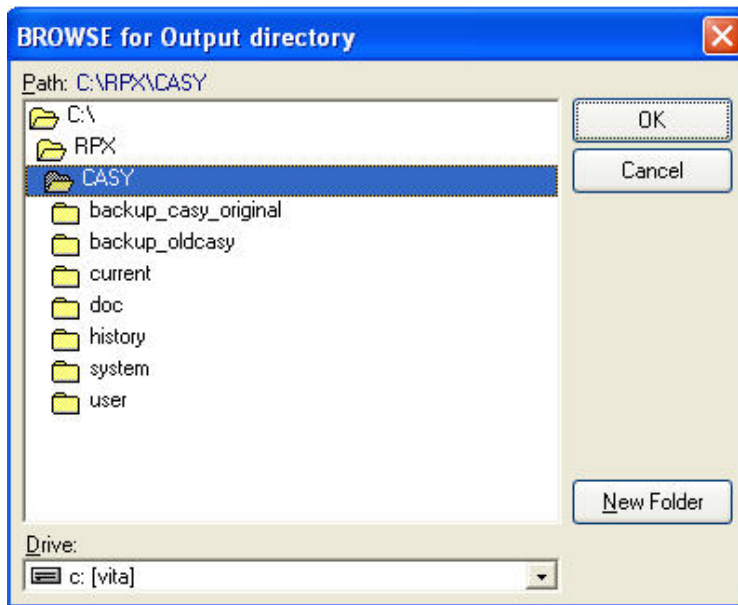 BROWSE for Output directory
Path: C:\RPX\CASY
C:\
RPX
CASY
backup_casy_original
backup_oldcasy
current
doc
history
system
user
OK
Cancel
New Folder
Drive:
c: [vita]